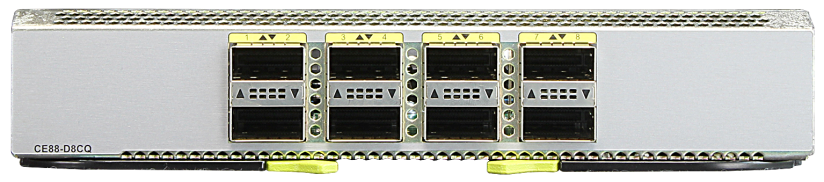 1 ▲▼ 2 3 ▲▼ 4 5 ▲▼ 6 7 ▲▼ 8
CE88-D8CQ